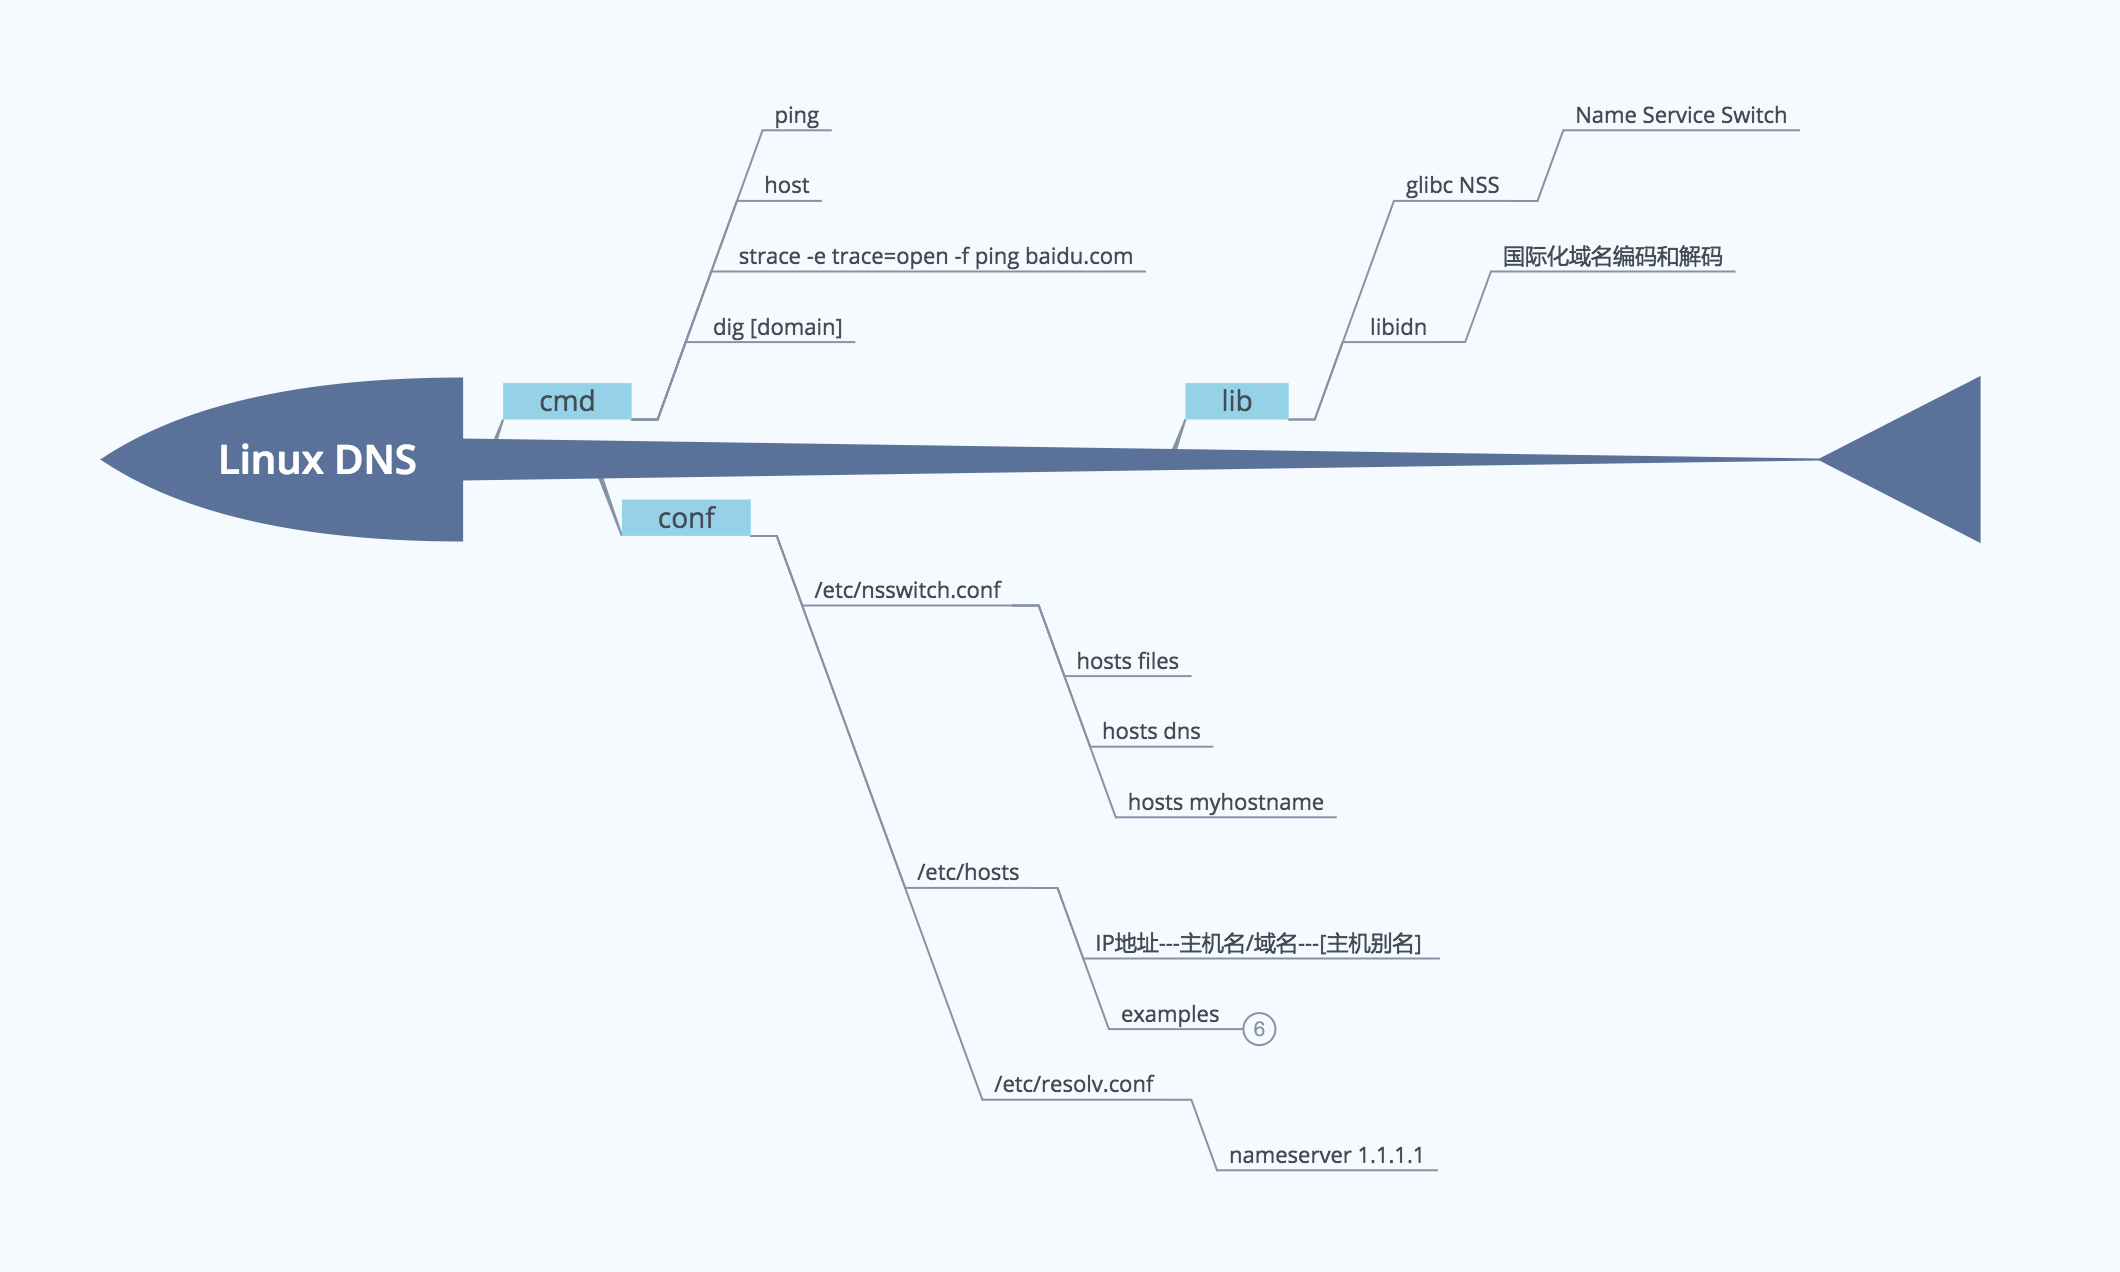 Linux DNS
cmd
ping
host
strace -e trace=open -f ping baidu.com
dig [domain]
lib
glibc NSS
Name Service Switch
libidn
国际化域名编码和解码
conf
/etc/nsswitch.conf
hosts files
hosts dns
hosts myhostname
/etc/hosts
IP地址---主机名/域名---[主机别名]
examples
6
/etc/resolv.conf
nameserver 1.1.1.1